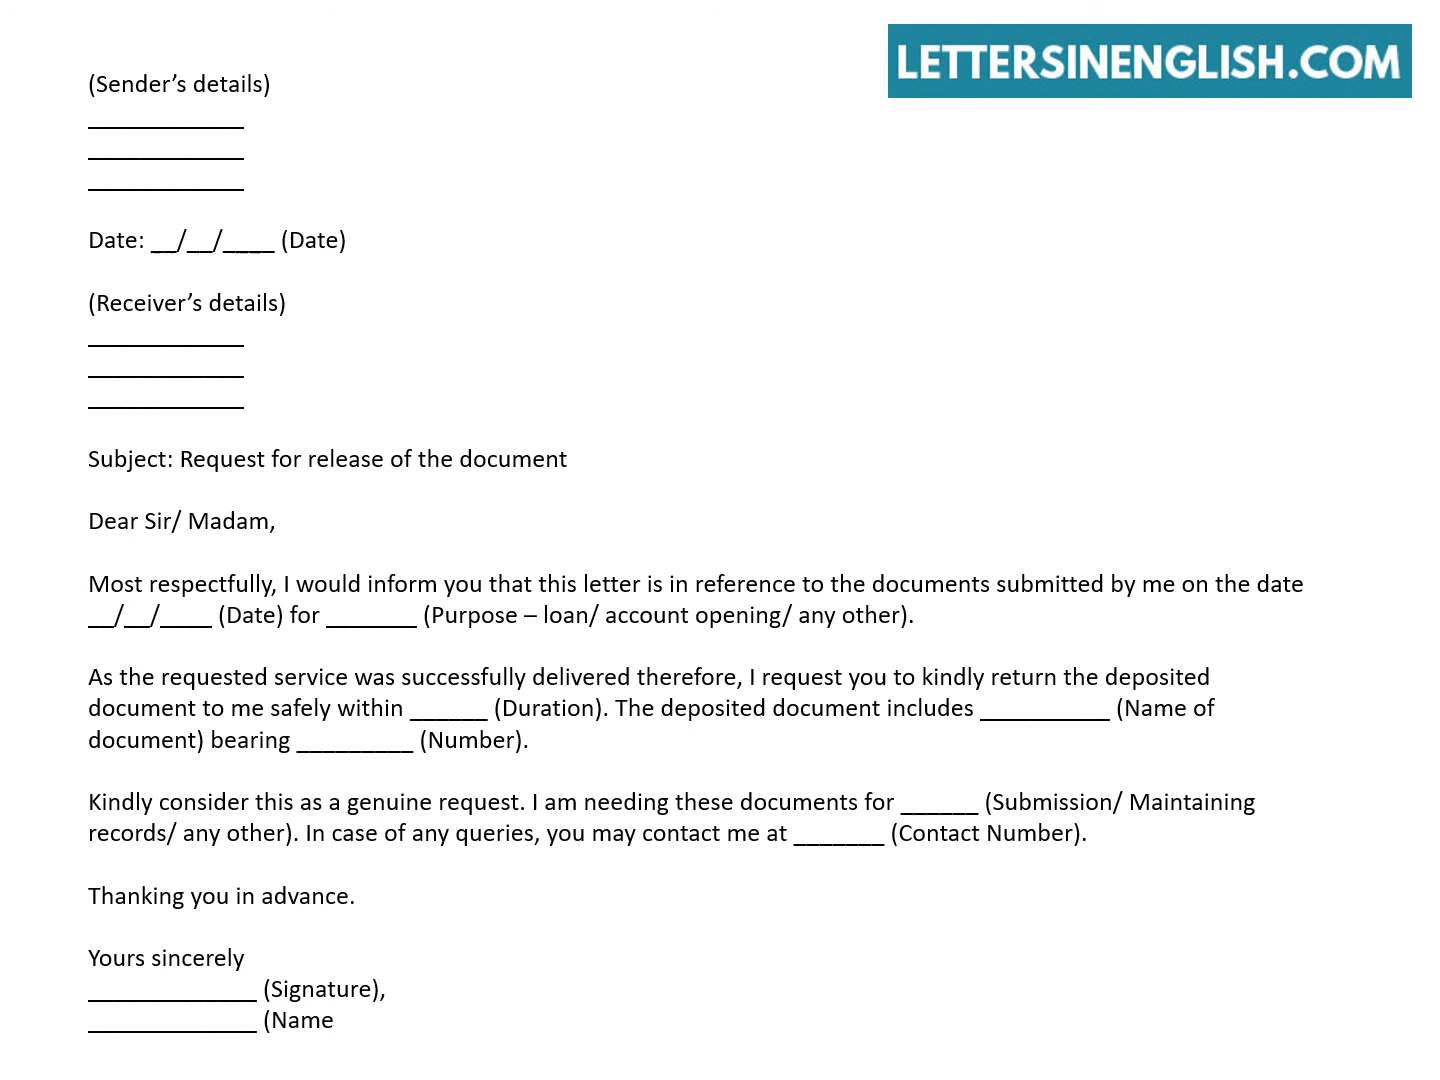 LETTERSINENGLISH.COM
(Sender’s details)
____________
____________
____________
Date: __/__/____ (Date)
(Receiver’s details)
____________
____________
____________
Subject: Request for release of the document
Dear Sir/ Madam,
Most respectfully, I would inform you that this letter is in reference to the documents submitted by me on the date
__/__/____ (Date) for _______ (Purpose – loan/ account opening/ any other).
As the requested service was successfully delivered therefore, I request you to kindly return the deposited
document to me safely within ______ (Duration). The deposited document includes __________ (Name of
document) bearing _________ (Number).
Kindly consider this as a genuine request. I am needing these documents for ______ (Submission/ Maintaining
records/ any other). In case of any queries, you may contact me at _______ (Contact Number).
Thanking you in advance.
Yours sincerely
_____________ (Signature),
_____________ (Name